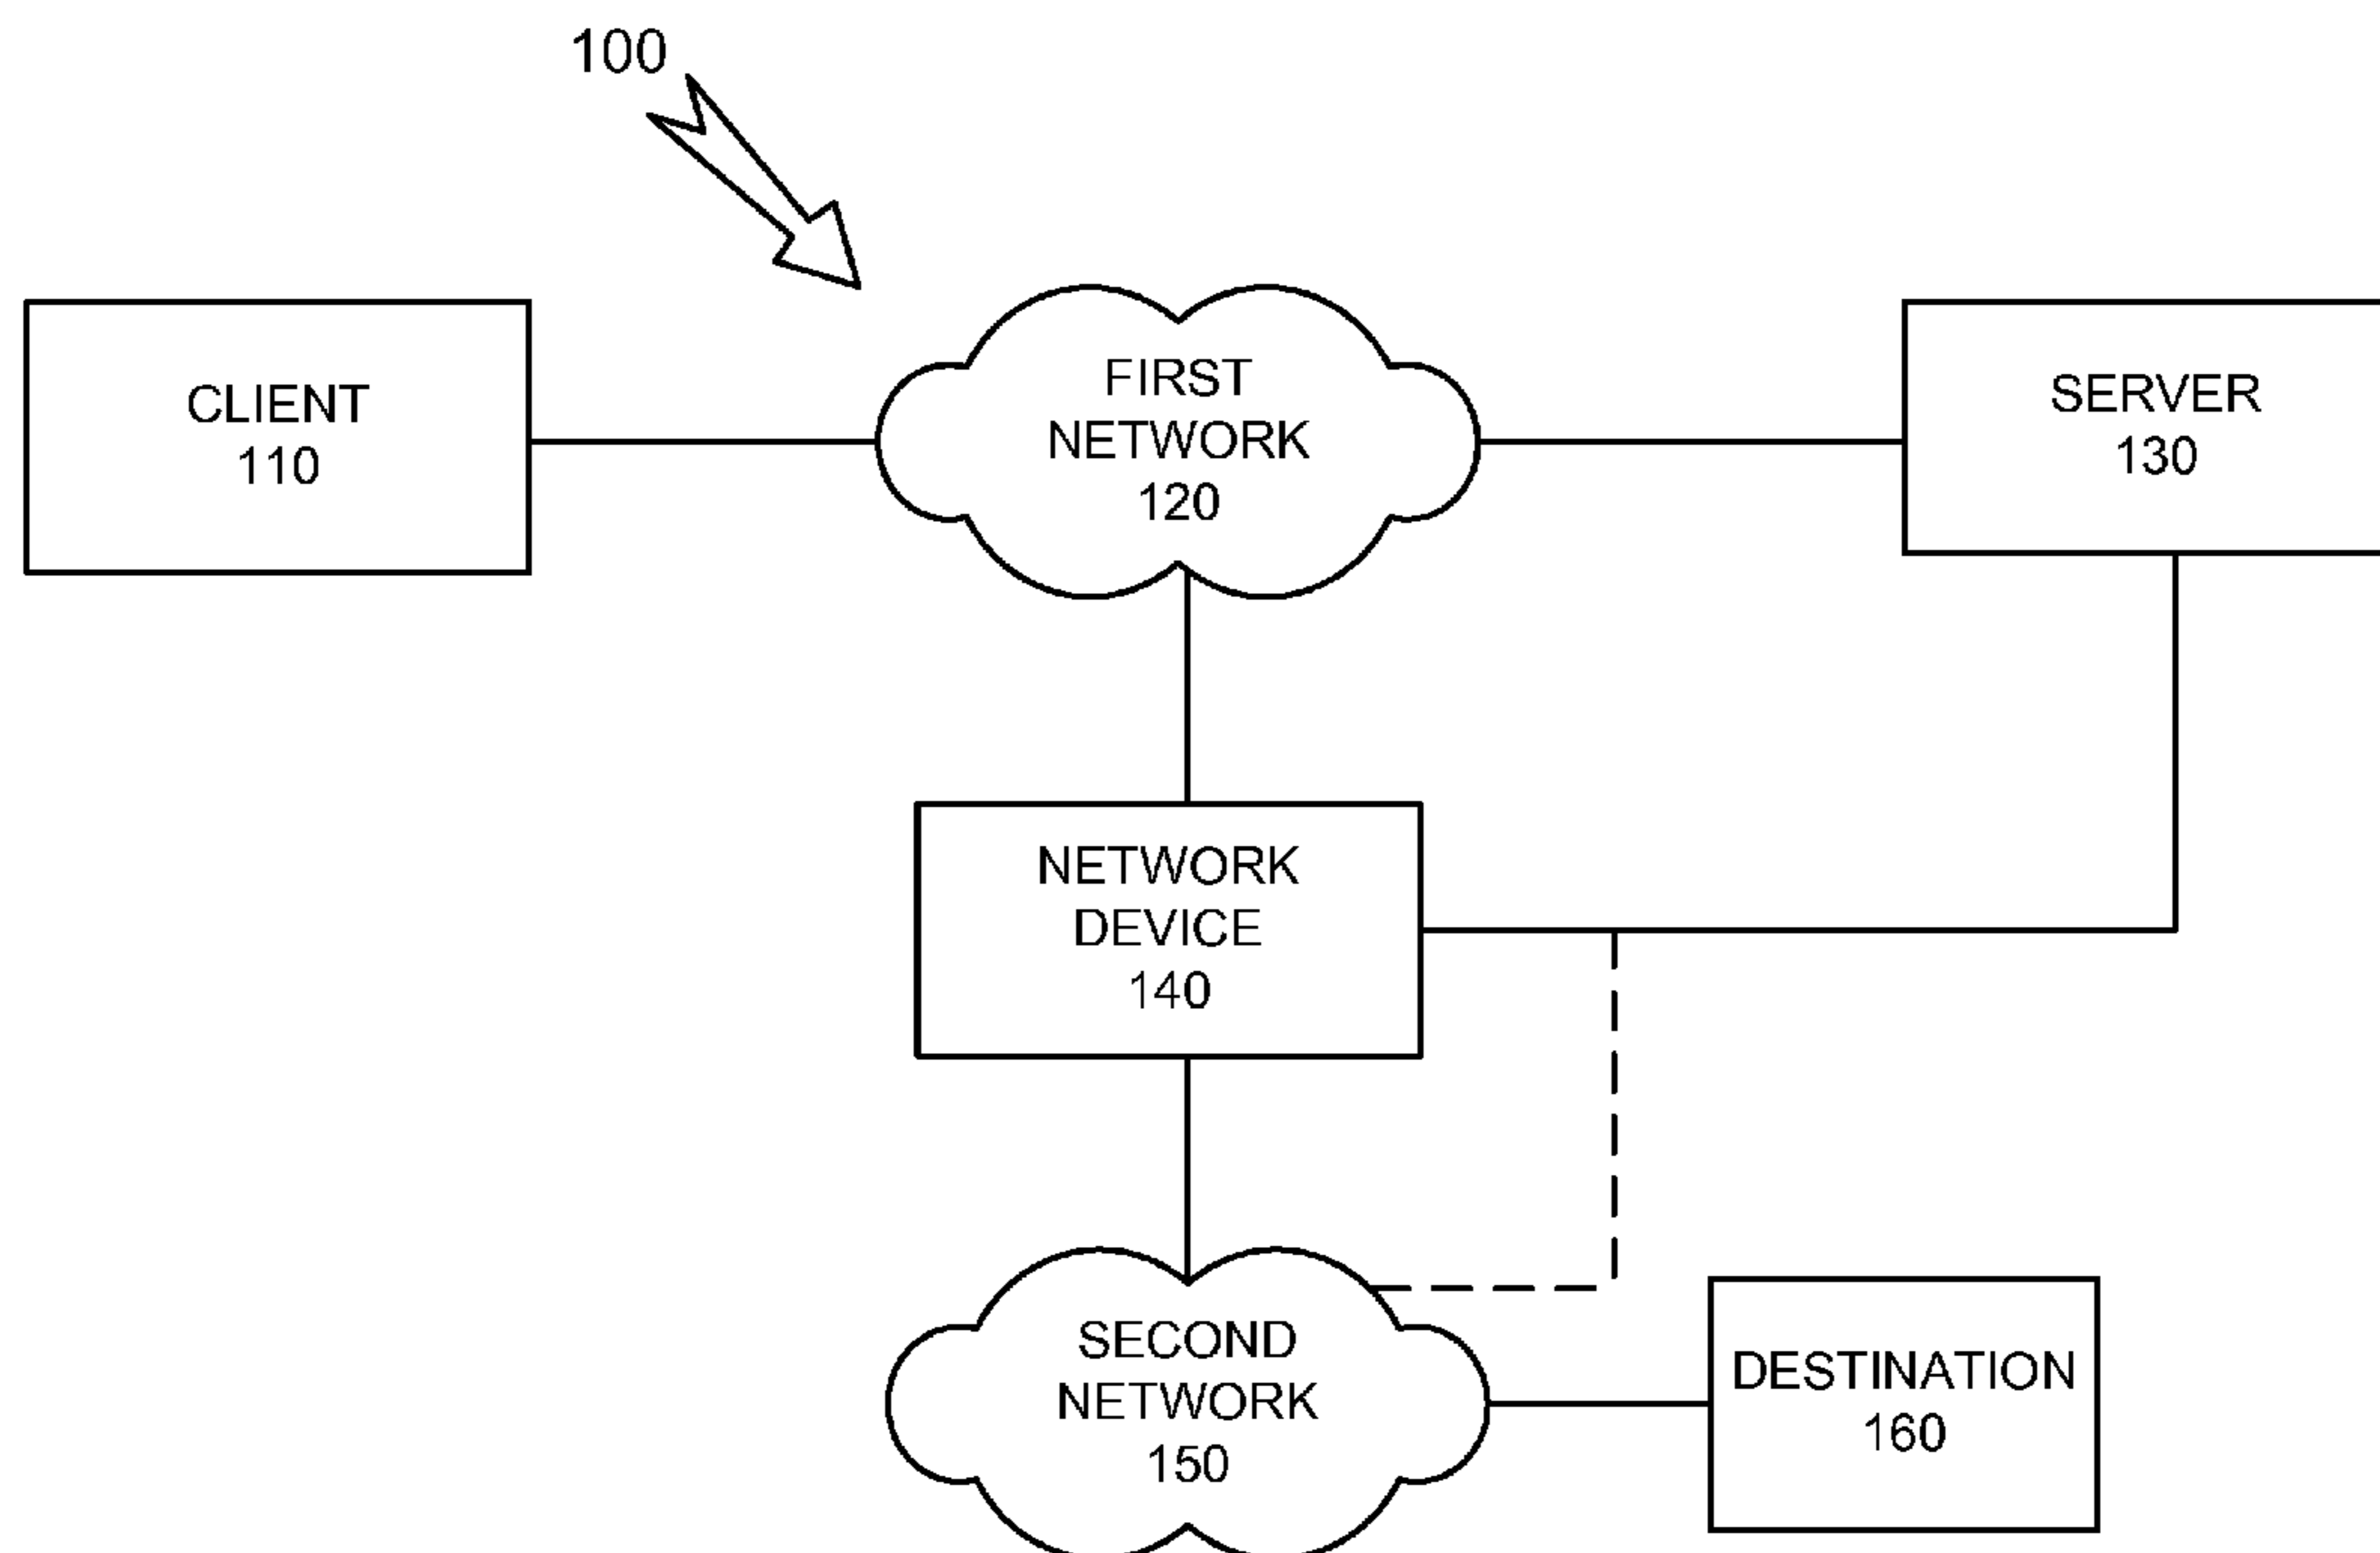 100
CLIENT
110
FIRST
NETWORK
120
SERVER
130
NETWORK
DEVICE
140
SECOND
NETWORK
150
DESTINATION
160